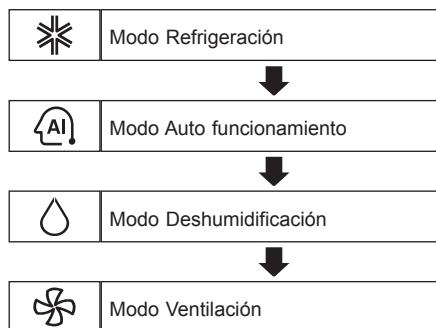 Modo Refrigeración
AI
Modo Auto funcionamiento
Modo Deshumidificación
Modo Ventilación